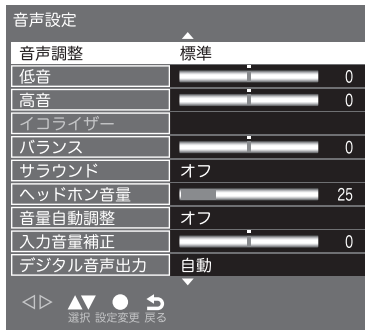 音声設定
音声調整 標準
低音 0
高音 0
イコライザー
バランス 0
サラウンド オフ
ヘッドホン音量 25
音量自動調整 オフ
入力音量補正 0
デジタル音声出力 自動
選択 設定変更 戻る